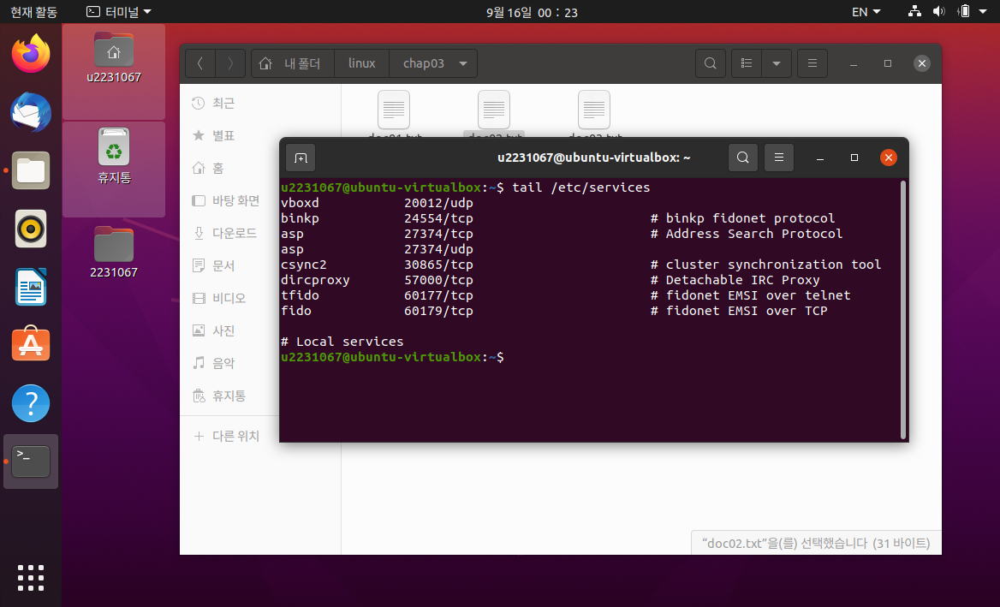 현재 활동 터미널 9월 16일 00 : 23 EN
u2231067
휴지통
2231067
내 폴더 linux chap03
최근
별표
홈
바탕 화면
다운로드
문서
비디오
사진
음악
휴지통
다른 위치
doc01.txt doc02.txt doc03.txt
u2231067@ubuntu-virtualbox: ~
u2231067@ubuntu-virtualbox:~$ tail /etc/services
vboxd 20012/udp
binkp 24554/tcp # binkp fidonet protocol
asp 27374/tcp # Address Search Protocol
asp 27374/udp
csync2 30865/tcp # cluster synchronization tool
dircproxy 57000/tcp # Detachable IRC Proxy
tfido 60177/tcp # fidonet EMSI over telnet
fido 60179/tcp # fidonet EMSI over TCP
# Local services
u2231067@ubuntu-virtualbox:~$
“doc02.txt”을(를) 선택했습니다 (31 바이트)